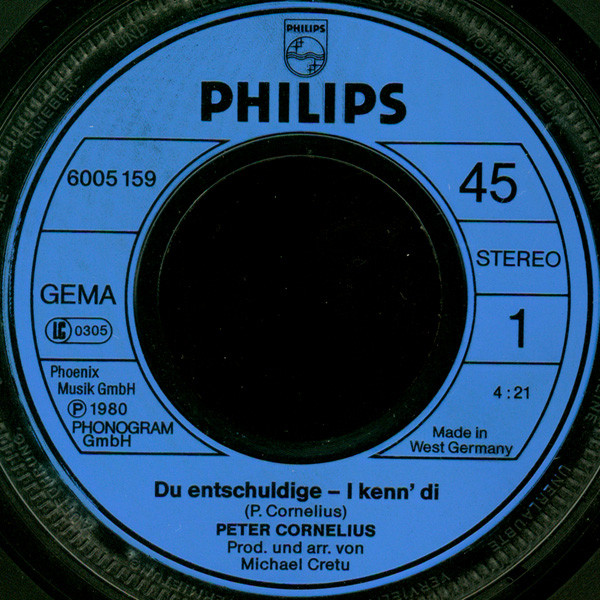 PHILIPS
PHILIPS
6005 159
45
STEREO
GEMA
LC 0305
1
Phoenix
Musik GmbH
Ⓟ 1980
PHONOGRAM
GmbH
4:21
Made in
West Germany
Du entschuldige – I kenn' di
(P. Cornelius)
PETER CORNELIUS
Prod. und arr. von
Michael Cretu